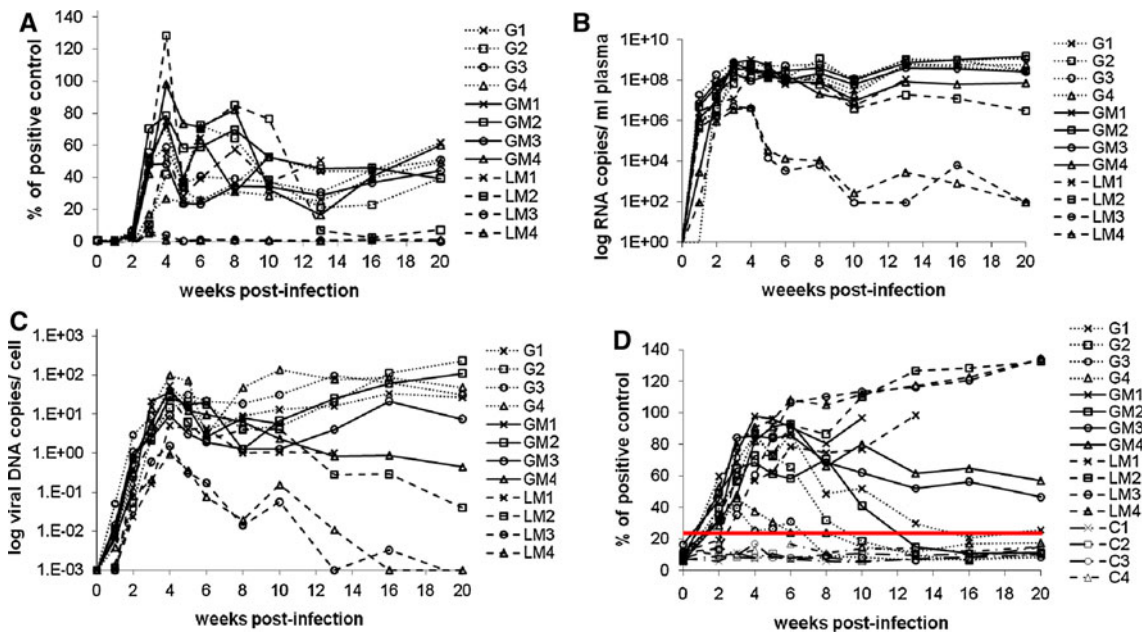 A
% of positive control
140
120
100
80
60
40
20
0
0 2 4 6 8 10 12 14 16 18 20
weeks post-infection
G1
G2
G3
G4
GM1
GM2
GM3
GM4
LM1
LM2
LM3
LM4
B
log RNA copies/ ml plasma
1E+10
1E+08
1E+06
1E+04
1E+02
1E+00
0 2 4 6 8 10 12 14 16 18 20
weeeks post-infection
G1
G2
G3
G4
GM1
GM2
GM3
GM4
LM1
LM2
LM3
LM4
C
log viral DNA copies/ cell
1.E+03
1.E+02
1.E+01
1.E+00
1.E-01
1.E-02
1.E-03
0 2 4 6 8 10 12 14 16 18 20
weeks post-infection
G1
G2
G3
G4
GM1
GM2
GM3
GM4
LM1
LM2
LM3
LM4
D
% of positive control
140
120
100
80
60
40
20
0
0 2 4 6 8 10 12 14 16 18 20
weeks post-infection
G1
G2
G3
G4
GM1
GM2
GM3
GM4
LM1
LM2
LM3
LM4
C1
C2
C3
C4